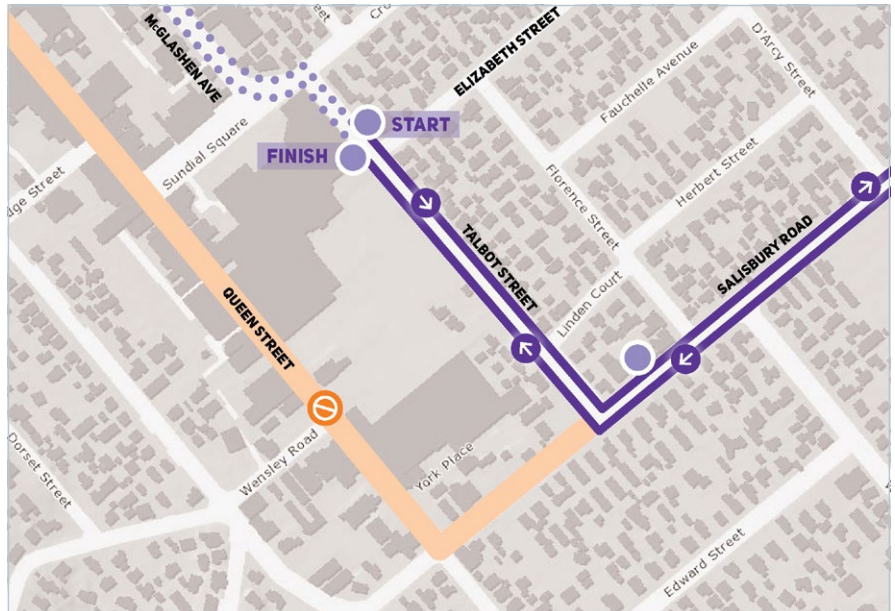 Cro
D'Arcy Street
McGLASHEN AVE
ELIZABETH STREET
Fauchelle Avenue
START
FINISH
Sundial Square
Herbert Street
Florence Street
dge Street
TALBOT STREET
SALISBURY ROAD
Linden Court
QUEEN STREET
Dorset Street
Wensley Road
York Place
Edward Street